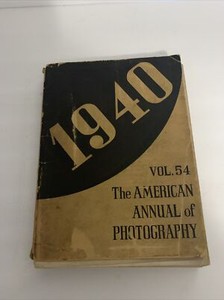 1940
VOL. 54
The AMERICAN
ANNUAL of
PHOTOGRAPHY